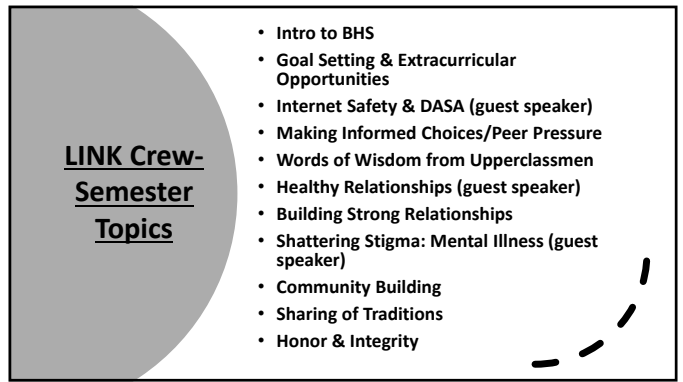 LINK Crew-
Semester
Topics
• Intro to BHS
• Goal Setting & Extracurricular
Opportunities
• Internet Safety & DASA (guest speaker)
• Making Informed Choices/Peer Pressure
• Words of Wisdom from Upperclassmen
• Healthy Relationships (guest speaker)
• Building Strong Relationships
• Shattering Stigma: Mental Illness (guest
speaker)
• Community Building
• Sharing of Traditions
• Honor & Integrity